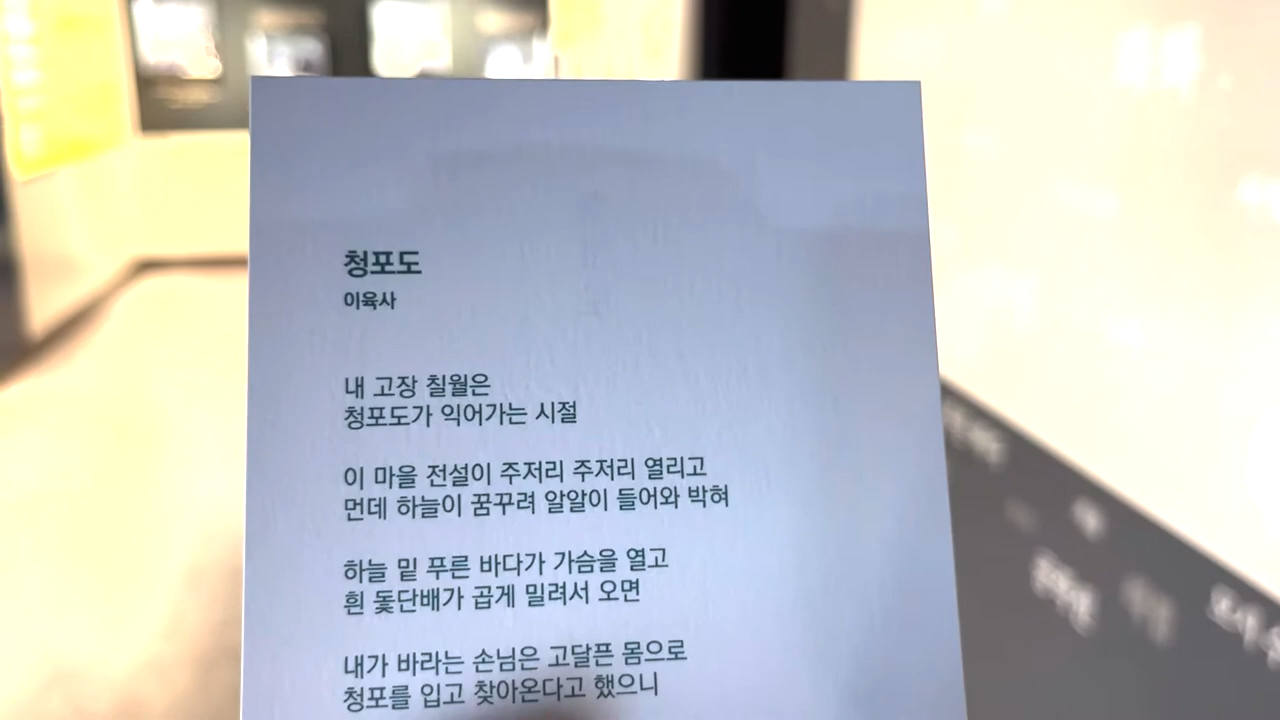 청포도
이육사
내 고장 칠월은
청포도가 익어가는 시절
이 마을 전설이 주저리 주저리 열리고
먼데 하늘이 꿈꾸려 알알이 들어와 박혀
하늘 밑 푸른 바다가 가슴을 열고
흰 돛단배가 곱게 밀려서 오면
내가 바라는 손님은 고달픈 몸으로
청포를 입고 찾아온다고 했으니